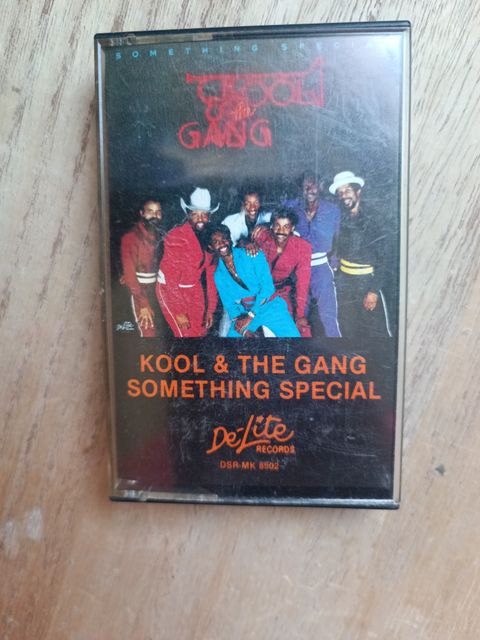 SOMETHING SPECIAL
KOOL
& the
GANG
KOOL & THE GANG
SOMETHING SPECIAL
De-Lite
RECORDS
DSR-MK 8502